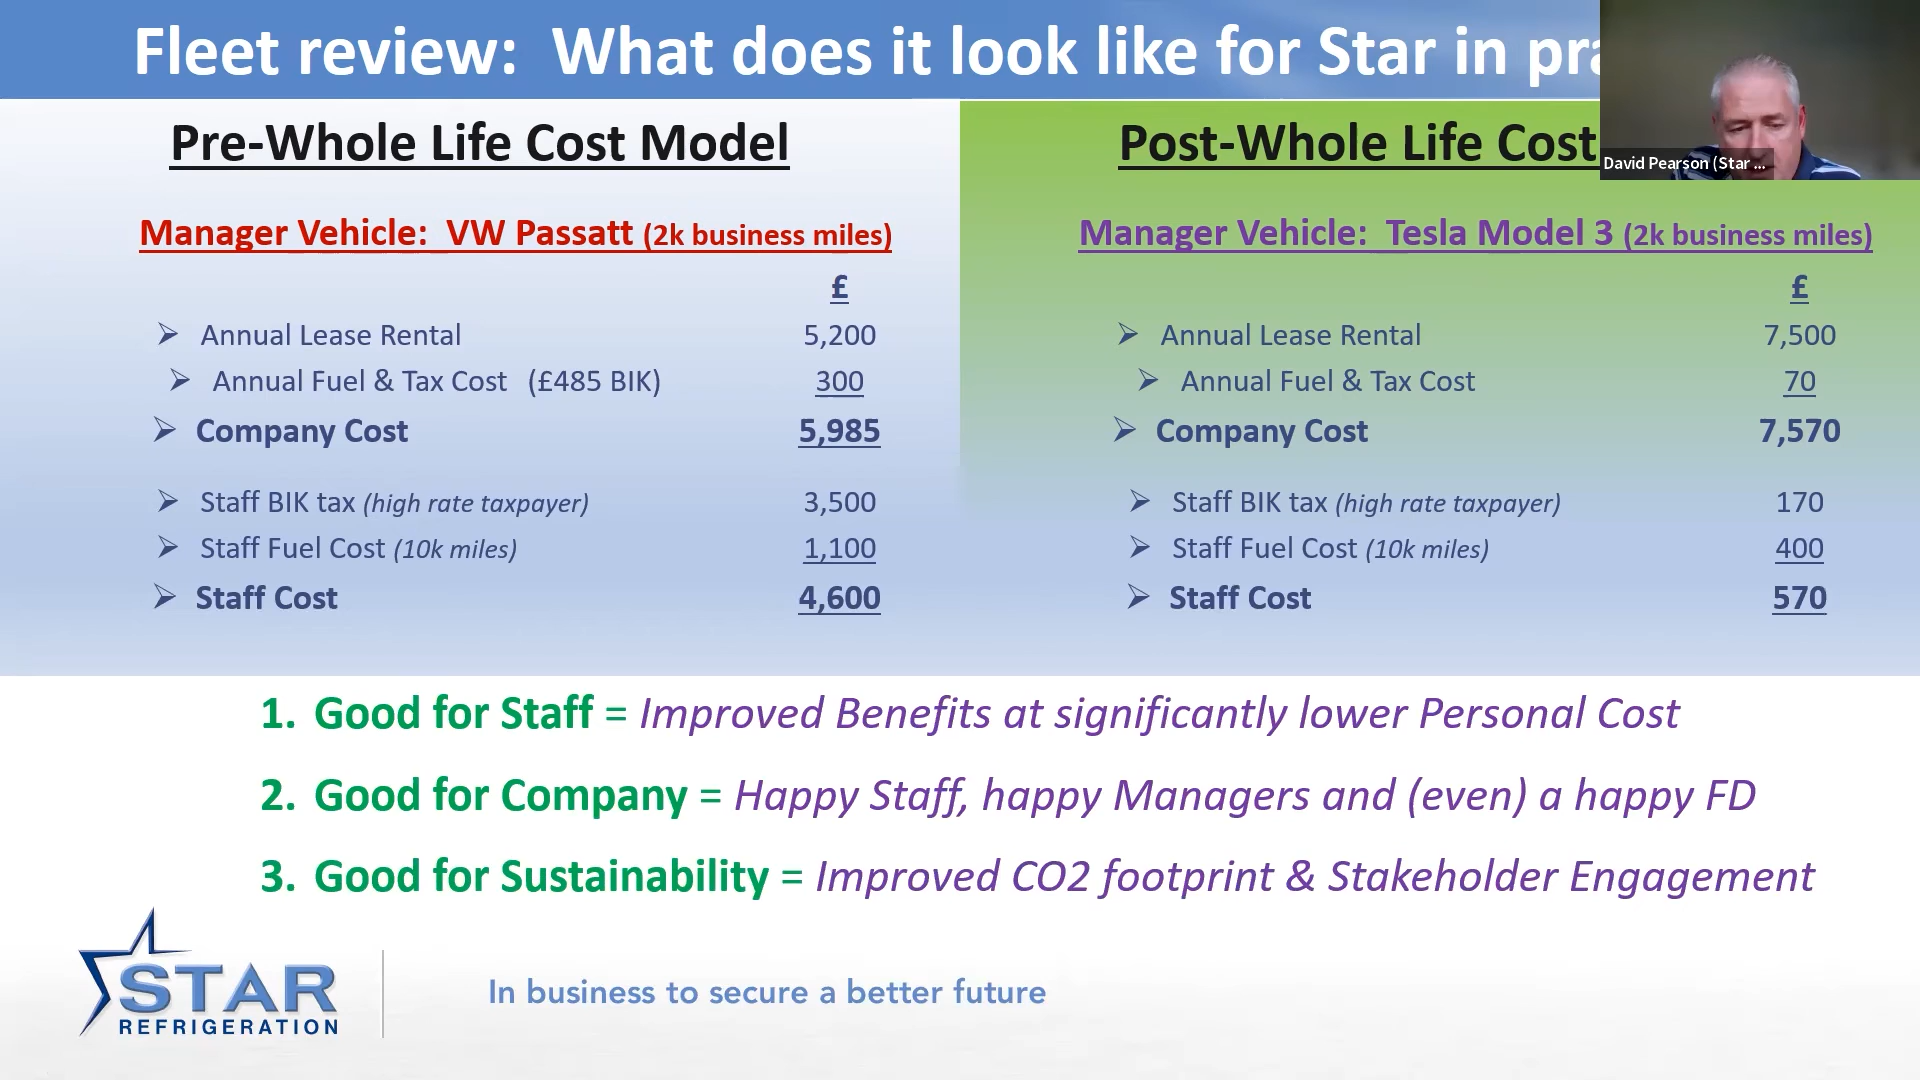 Fleet review: What does it look like for Star in pra
David Pearson (Star ...
Pre-Whole Life Cost Model
Manager Vehicle: VW Passatt (2k business miles)
£
➢ Annual Lease Rental 5,200
➢ Annual Fuel & Tax Cost (£485 BIK) 300
➢ Company Cost 5,985
➢ Staff BIK tax (high rate taxpayer) 3,500
➢ Staff Fuel Cost (10k miles) 1,100
➢ Staff Cost 4,600
Post-Whole Life Cost
Manager Vehicle: Tesla Model 3 (2k business miles)
£
➢ Annual Lease Rental 7,500
➢ Annual Fuel & Tax Cost 70
➢ Company Cost 7,570
➢ Staff BIK tax (high rate taxpayer) 170
➢ Staff Fuel Cost (10k miles) 400
➢ Staff Cost 570
1. Good for Staff = Improved Benefits at significantly lower Personal Cost
2. Good for Company = Happy Staff, happy Managers and (even) a happy FD
3. Good for Sustainability = Improved CO2 footprint & Stakeholder Engagement
STAR
REFRIGERATION
In business to secure a better future